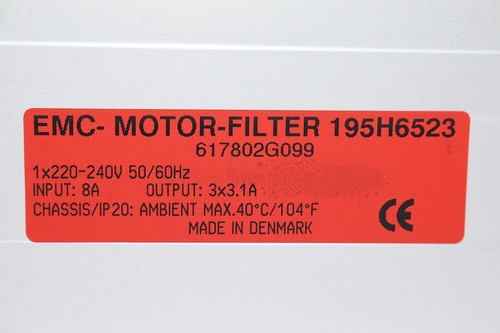 EMC- MOTOR-FILTER 195H6523
617802G099
1x220-240V 50/60Hz
INPUT: 8A OUTPUT: 3x3.1A
CHASSIS/IP20: AMBIENT MAX.40°C/104°F
MADE IN DENMARK
CE